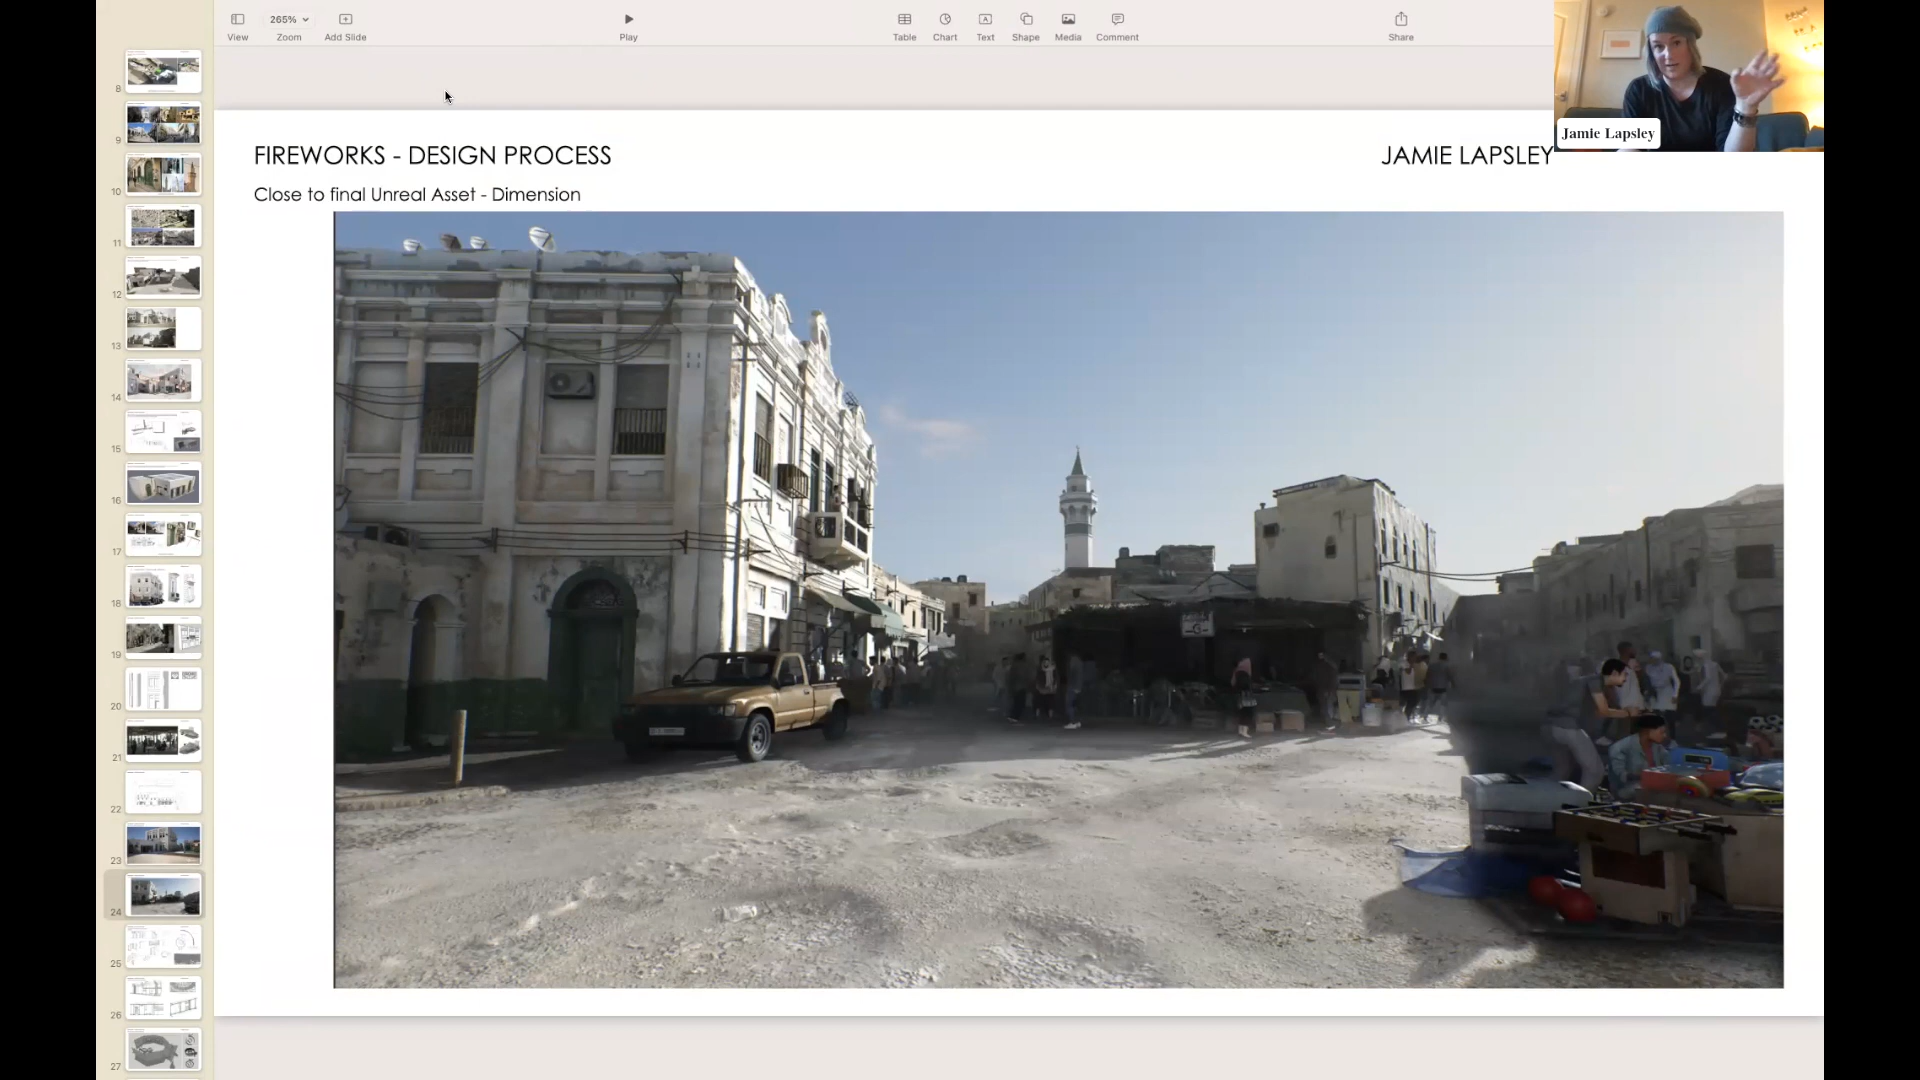 265%
View
Zoom
Add Slide
Play
Table
Chart
Text
Shape
Media
Comment
Share
Jamie Lapsley
FIREWORKS - DESIGN PROCESS
JAMIE LAPSLEY
Close to final Unreal Asset - Dimension
8
9
10
11
12
13
14
15
16
17
18
19
20
21
22
23
24
25
26
27